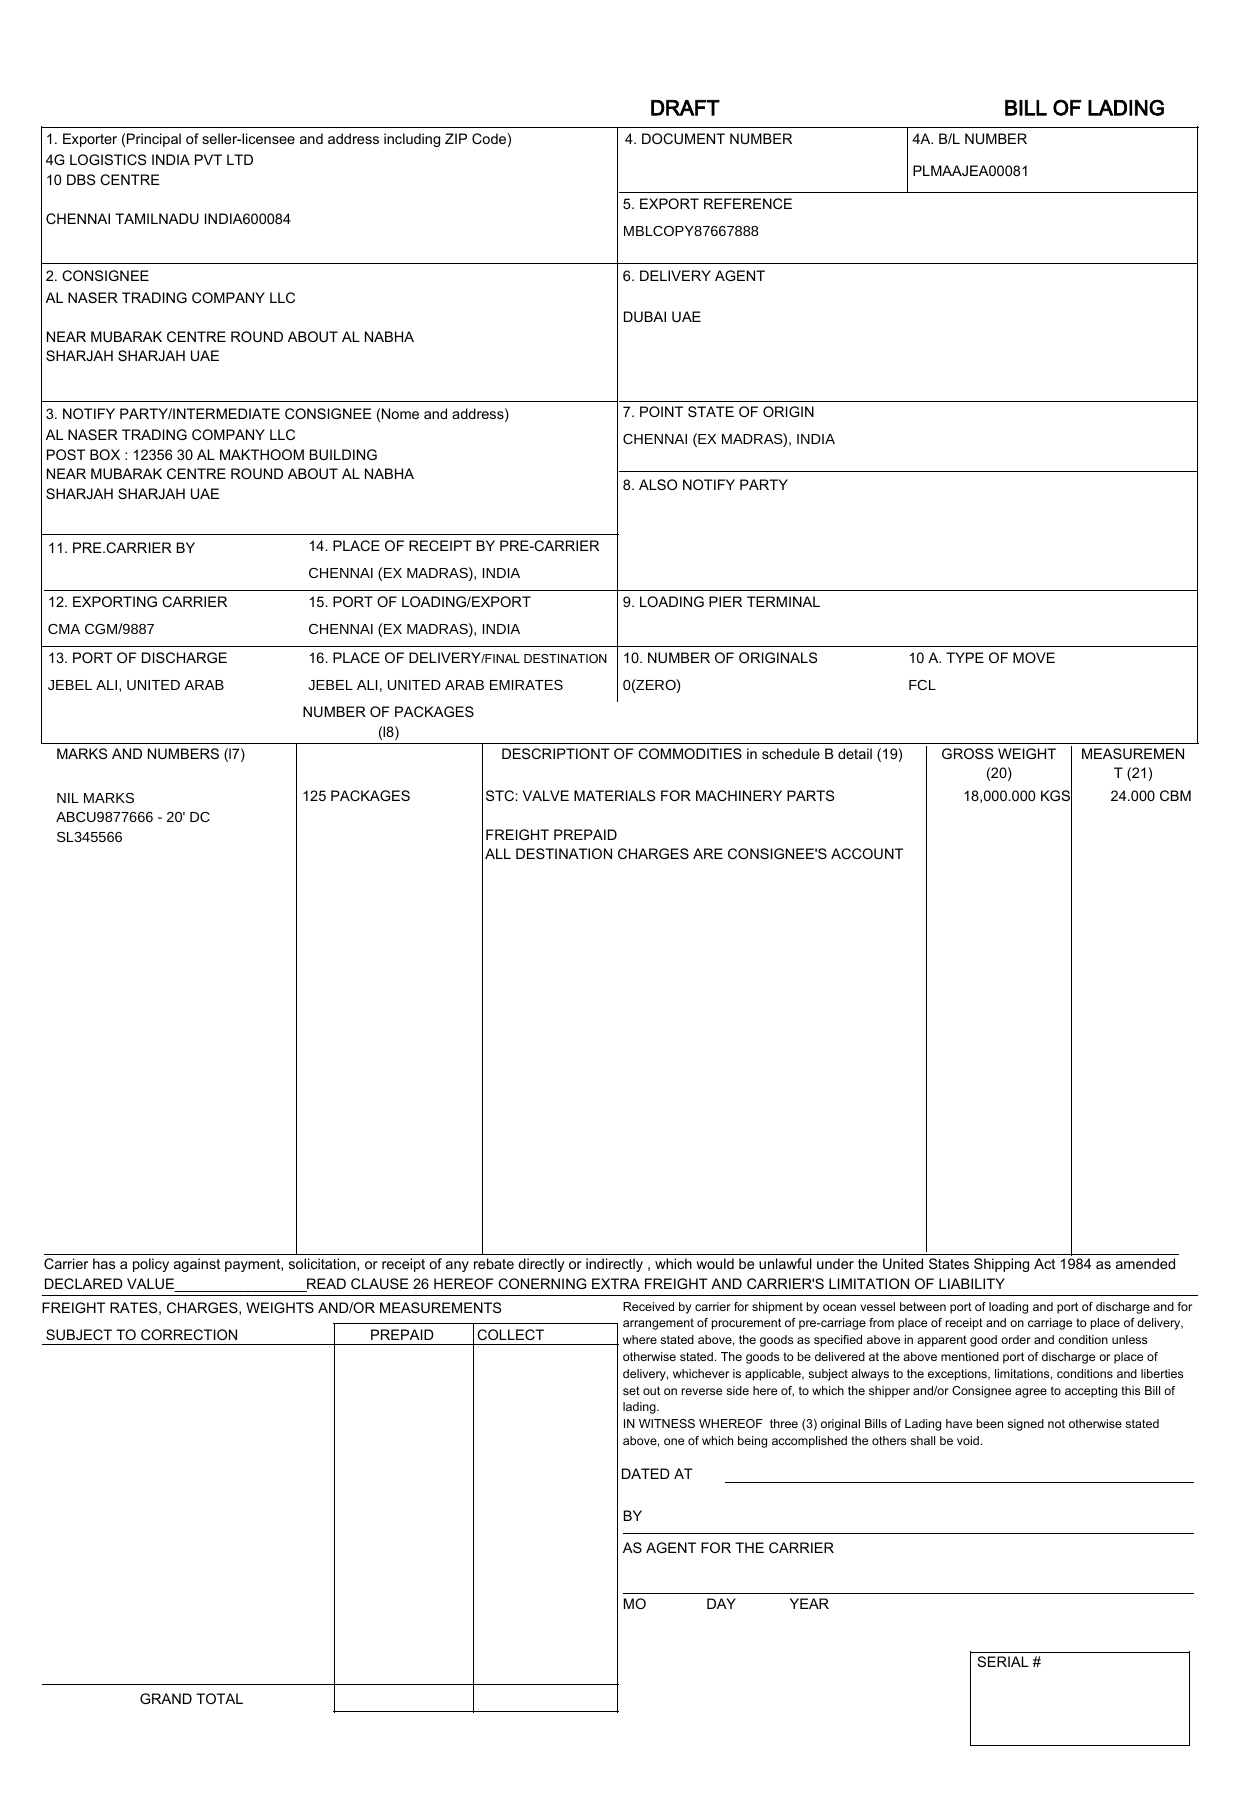 DRAFT
BILL OF LADING
1. Exporter (Principal of seller-licensee and address including ZIP Code)
4G LOGISTICS INDIA PVT LTD
10 DBS CENTRE
CHENNAI TAMILNADU INDIA600084
4. DOCUMENT NUMBER
4A. B/L NUMBER
PLMAAJEA00081
5. EXPORT REFERENCE
MBLCOPY87667888
2. CONSIGNEE
AL NASER TRADING COMPANY LLC
NEAR MUBARAK CENTRE ROUND ABOUT AL NABHA
SHARJAH SHARJAH UAE
6. DELIVERY AGENT
DUBAI UAE
3. NOTIFY PARTY/INTERMEDIATE CONSIGNEE (Nome and address)
AL NASER TRADING COMPANY LLC
POST BOX : 12356 30 AL MAKTHOOM BUILDING
NEAR MUBARAK CENTRE ROUND ABOUT AL NABHA
SHARJAH SHARJAH UAE
7. POINT STATE OF ORIGIN
CHENNAI (EX MADRAS), INDIA
8. ALSO NOTIFY PARTY
11. PRE.CARRIER BY
14. PLACE OF RECEIPT BY PRE-CARRIER
CHENNAI (EX MADRAS), INDIA
12. EXPORTING CARRIER
CMA CGM/9887
15. PORT OF LOADING/EXPORT
CHENNAI (EX MADRAS), INDIA
9. LOADING PIER TERMINAL
13. PORT OF DISCHARGE
JEBEL ALI, UNITED ARAB
16. PLACE OF DELIVERY/FINAL DESTINATION
JEBEL ALI, UNITED ARAB EMIRATES
10. NUMBER OF ORIGINALS
0(ZERO)
10 A. TYPE OF MOVE
FCL
NUMBER OF PACKAGES
(l8)
MARKS AND NUMBERS (l7)
DESCRIPTIONT OF COMMODITIES in schedule B detail (19)
GROSS WEIGHT
(20)
MEASUREMEN
T (21)
NIL MARKS
ABCU9877666 - 20' DC
SL345566
125 PACKAGES
STC: VALVE MATERIALS FOR MACHINERY PARTS
FREIGHT PREPAID
ALL DESTINATION CHARGES ARE CONSIGNEE'S ACCOUNT
18,000.000 KGS
24.000 CBM
Carrier has a policy against payment, solicitation, or receipt of any rebate directly or indirectly , which would be unlawful under the United States Shipping Act 1984 as amended
DECLARED VALUE________________READ CLAUSE 26 HEREOF CONERNING EXTRA FREIGHT AND CARRIER'S LIMITATION OF LIABILITY
FREIGHT RATES, CHARGES, WEIGHTS AND/OR MEASUREMENTS
SUBJECT TO CORRECTION
PREPAID
COLLECT
GRAND TOTAL
Received by carrier for shipment by ocean vessel between port of loading and port of discharge and for
arrangement of procurement of pre-carriage from place of receipt and on carriage to place of delivery,
where stated above, the goods as specified above in apparent good order and condition unless
otherwise stated. The goods to be delivered at the above mentioned port of discharge or place of
delivery, whichever is applicable, subject always to the exceptions, limitations, conditions and liberties
set out on reverse side here of, to which the shipper and/or Consignee agree to accepting this Bill of
lading.
IN WITNESS WHEREOF three (3) original Bills of Lading have been signed not otherwise stated
above, one of which being accomplished the others shall be void.
DATED AT
BY
AS AGENT FOR THE CARRIER
MO DAY YEAR
SERIAL #